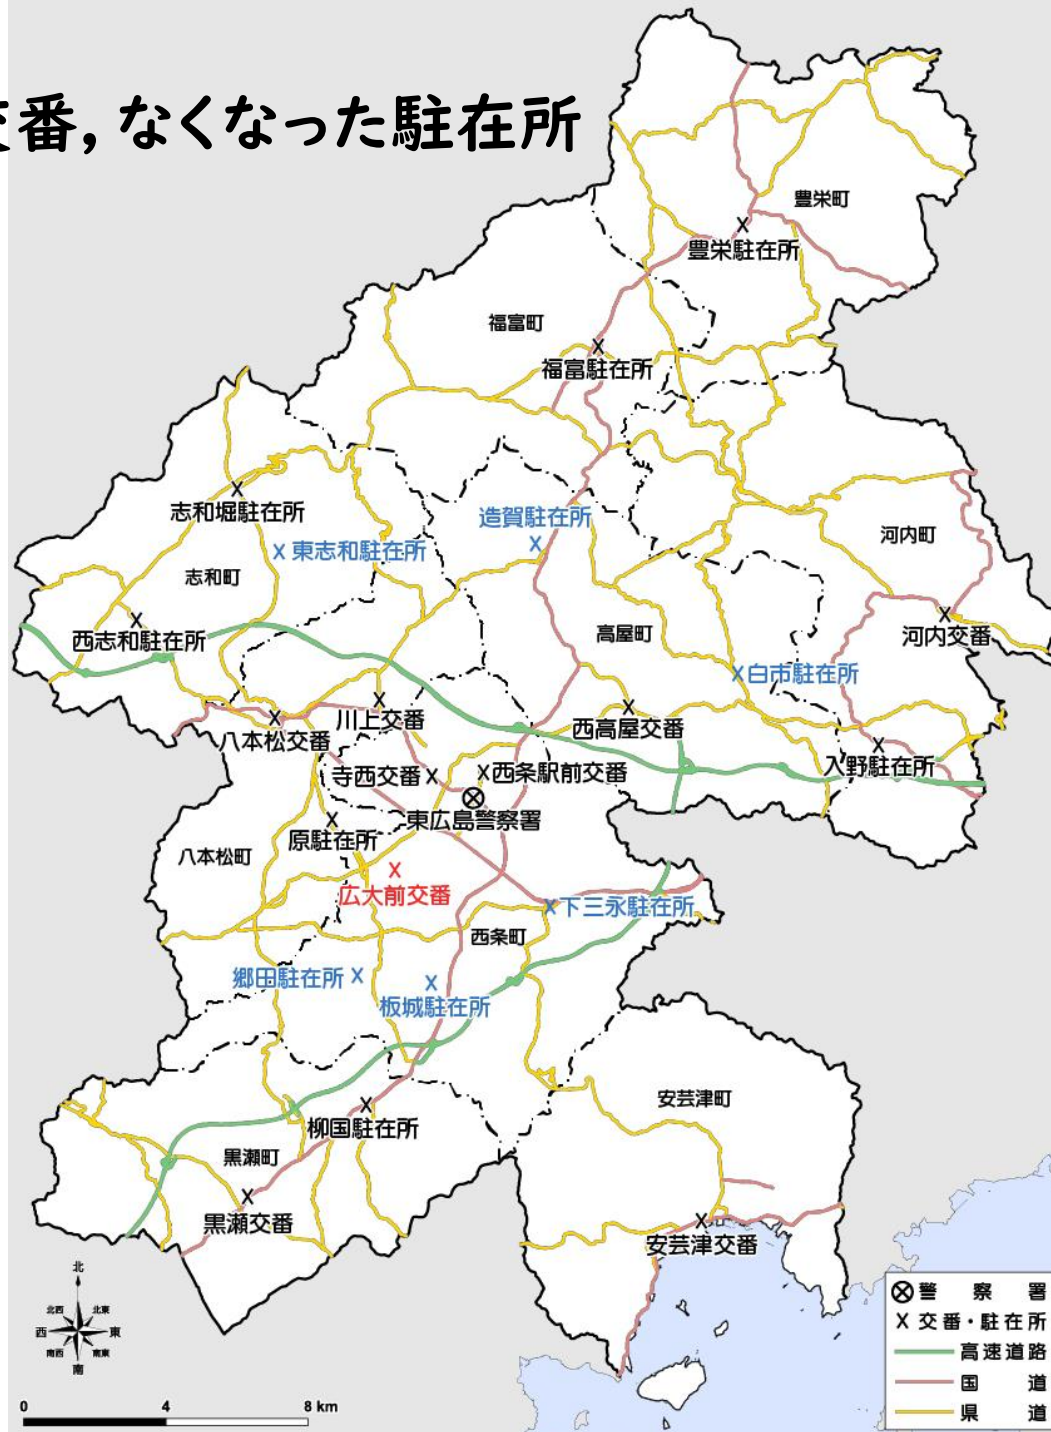 番，なくなった駐在所
豊栄町
豊栄駐在所
福富町
福富駐在所
志和堀駐在所
造賀駐在所
東志和駐在所
河内町
志和町
西志和駐在所
高屋町
河内交番
白市駐在所
川上交番
八本松交番
西高屋交番
入野駐在所
寺西交番
西条駅前交番
東広島警察署
原駐在所
八本松町
広大前交番
下三永駐在所
西条町
郷田駐在所
板城駐在所
安芸津町
柳国駐在所
黒瀬町
黒瀬交番
安芸津交番
北
北西 北東
西 東
南西 南東
南
0 4 8 km
警察署
交番・駐在所
高速道路
国道
県道